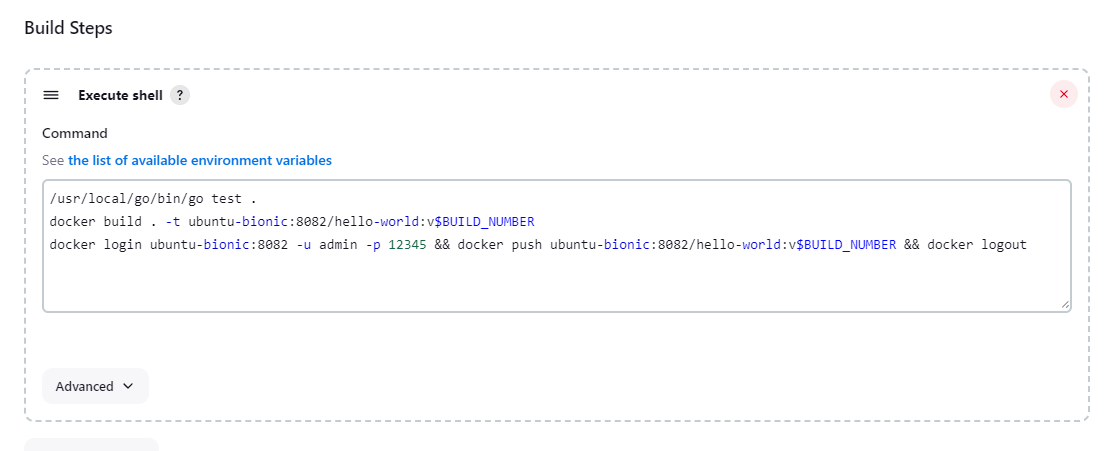 Build Steps
Execute shell ?
Command
See the list of available environment variables
/usr/local/go/bin/go test .
docker build . -t ubuntu-bionic:8082/hello-world:v$BUILD_NUMBER
docker login ubuntu-bionic:8082 -u admin -p 12345 && docker push ubuntu-bionic:8082/hello-world:v$BUILD_NUMBER && docker logout
Advanced